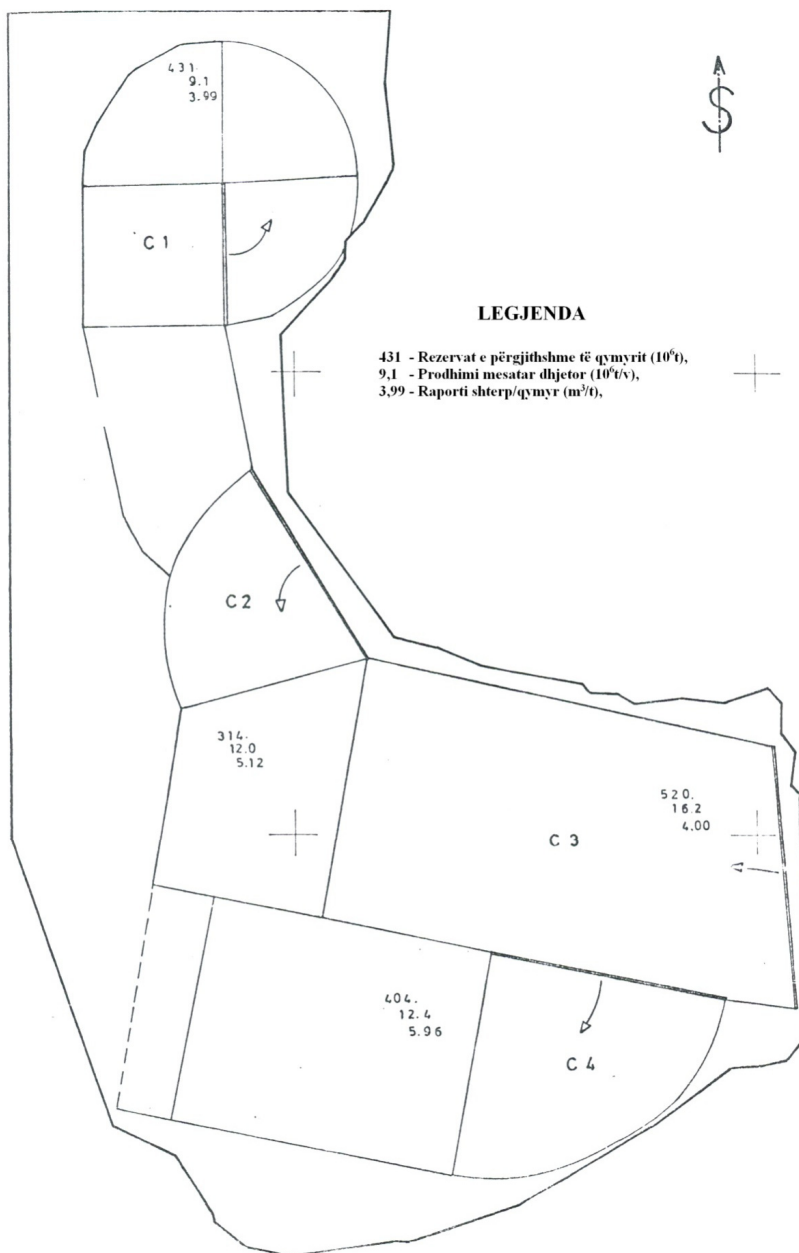 431.
9.1
3.99
S
C 1
LEGJENDA
431 - Rezervat e përgjithshme të qymyrit (10⁶t),
9,1 - Prodhimi mesatar dhjetor (10⁶t/v),
3,99 - Raporti shterp/qymyr (m³/t),
C 2
314.
12.0
5.12
520.
16.2
4.00
C 3
404.
12.4
5.96
C 4